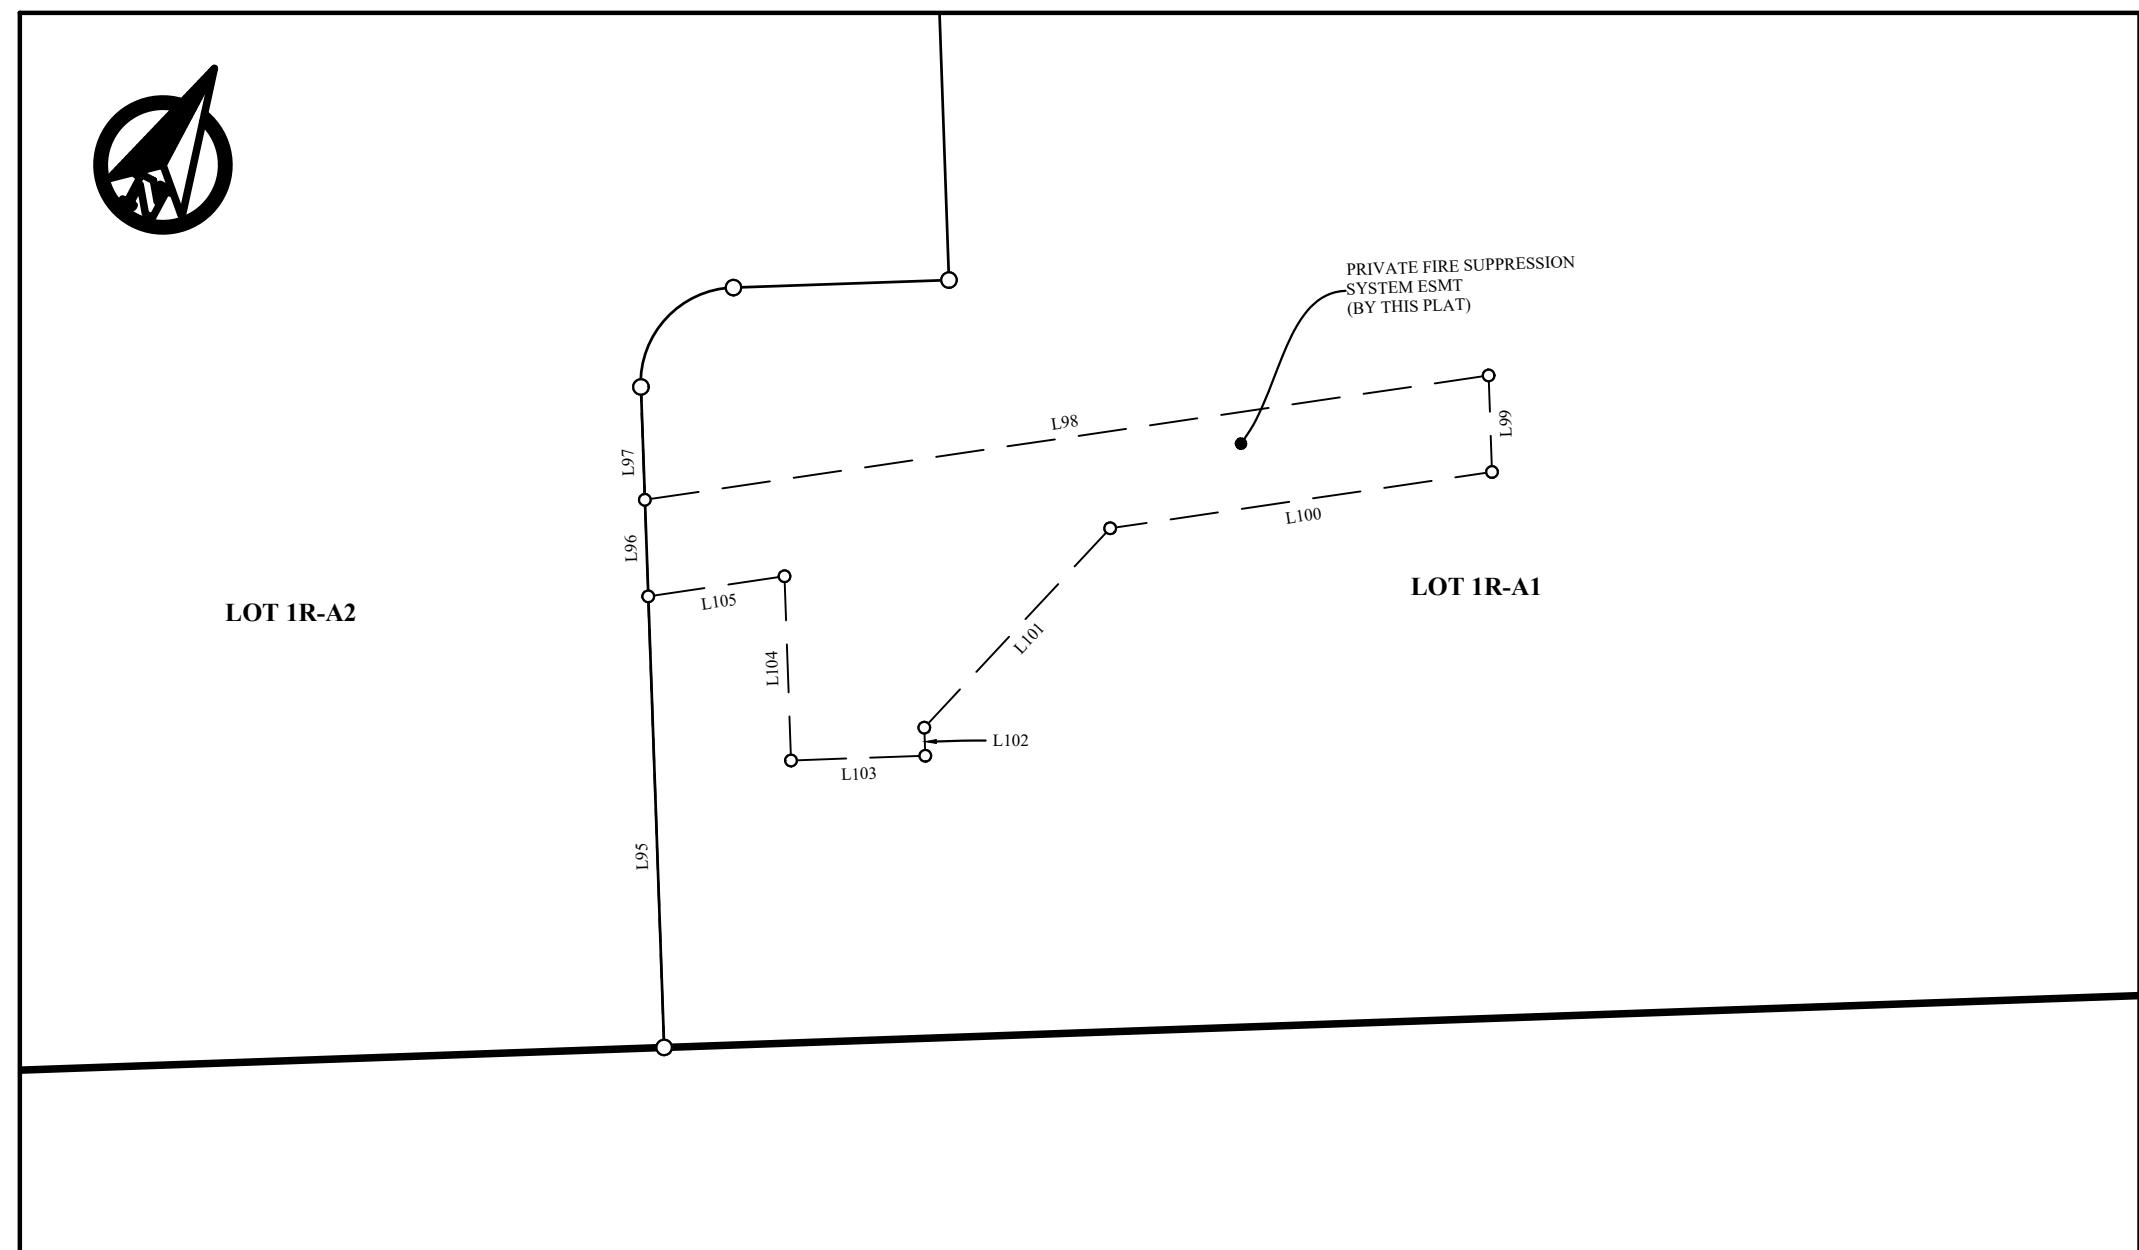 PRIVATE FIRE SUPPRESSION
SYSTEM ESMT
(BY THIS PLAT)
L98
L99
L97
L100
L96
LOT 1R-A1
L105
LOT 1R-A2
L101
L104
L102
L103
L95